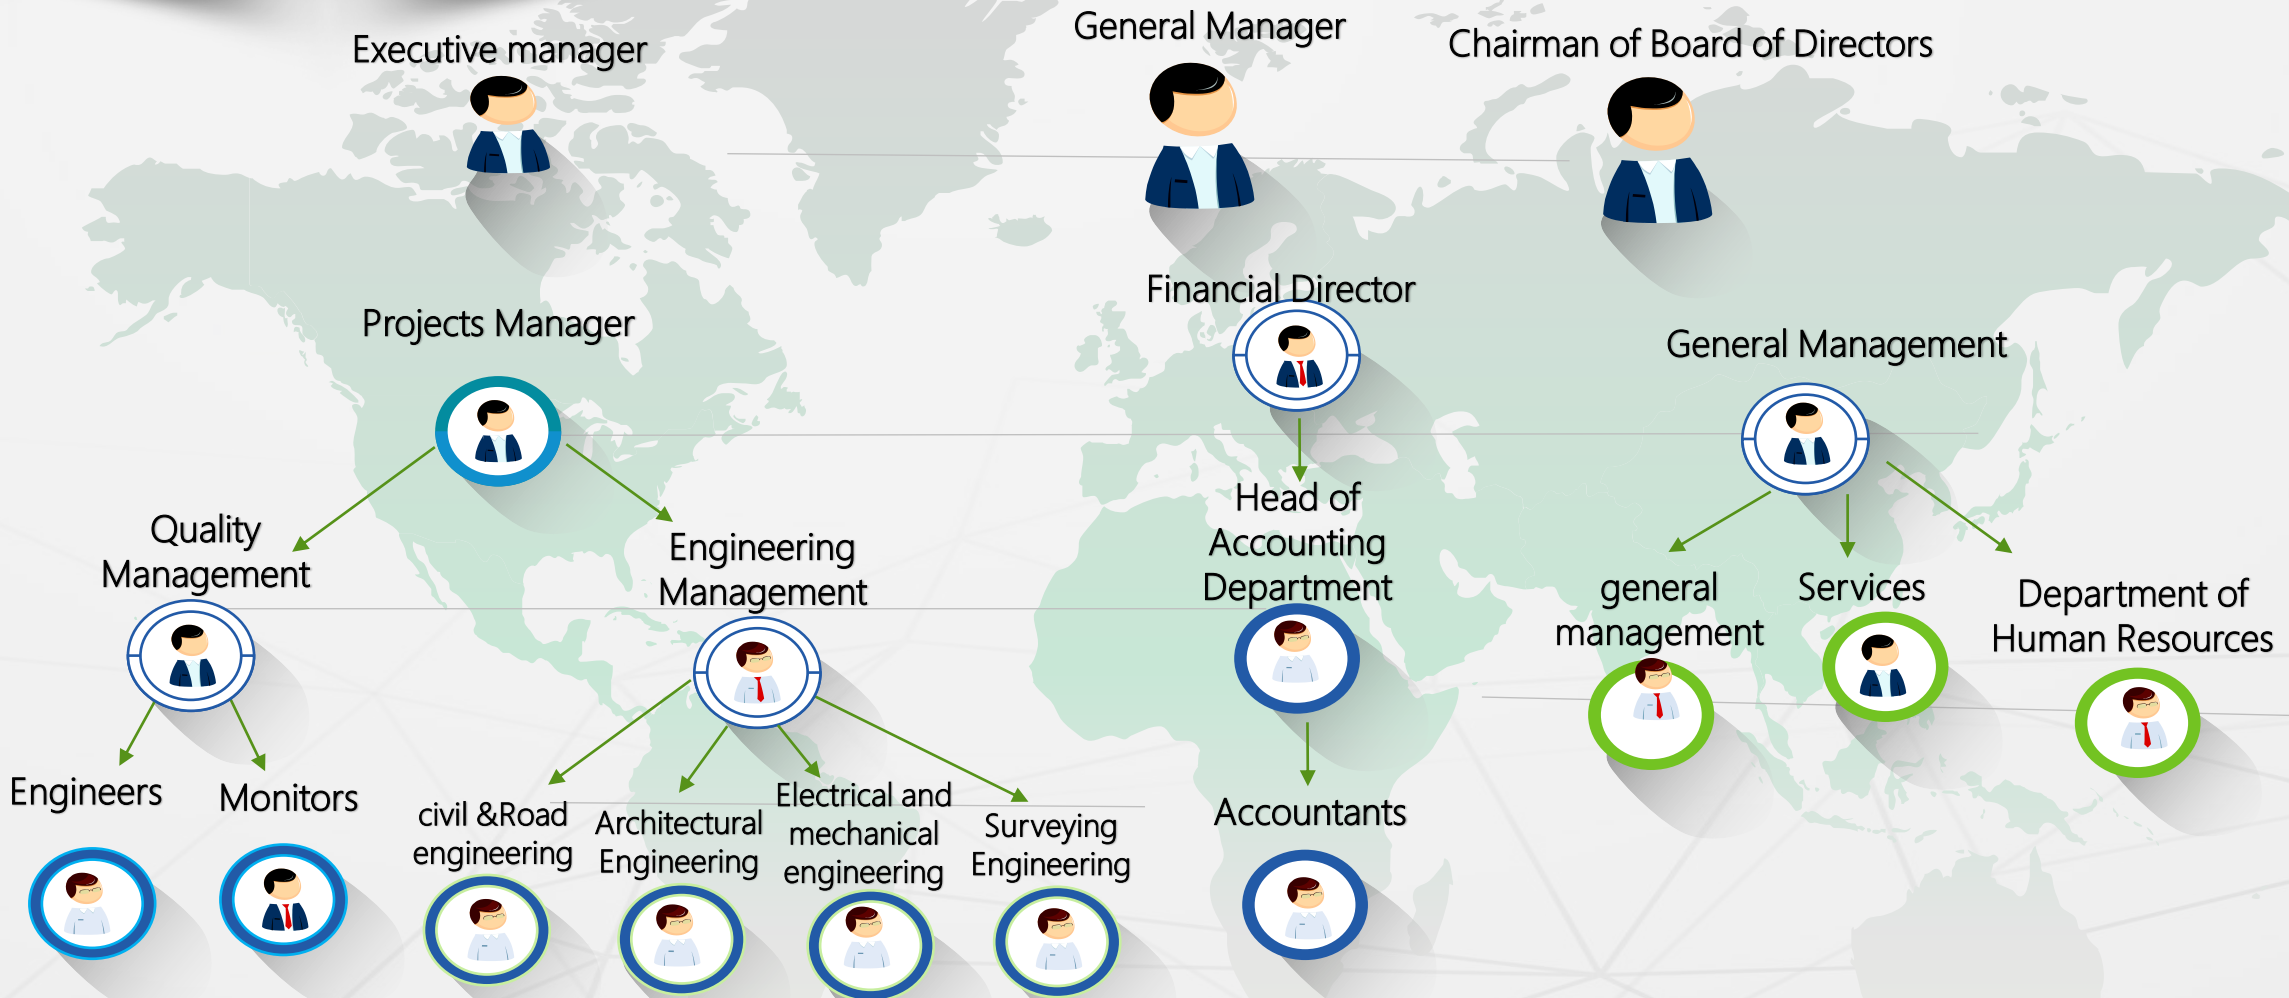 Executive manager
General Manager
Chairman of Board of Directors
Projects Manager
Financial Director
General Management
Quality
Management
Engineering
Management
Head of
Accounting
Department
general
management
Services
Department of
Human Resources
Engineers
Monitors
civil &Road
engineering
Architectural
Engineering
Electrical and
mechanical
engineering
Surveying
Engineering
Accountants